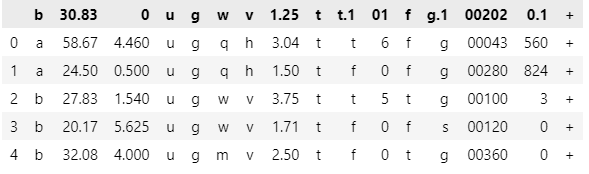 b 30.83 0 u g w v 1.25 t t.1 01 f g.1 00202 0.1 +
0 a 58.67 4.460 u g q h 3.04 t t 6 f g 00043 560 +
1 a 24.50 0.500 u g q h 1.50 t f 0 f g 00280 824 +
2 b 27.83 1.540 u g w v 3.75 t t 5 t g 00100 3 +
3 b 20.17 5.625 u g w v 1.71 t f 0 f s 00120 0 +
4 b 32.08 4.000 u g m v 2.50 t f 0 t g 00360 0 +